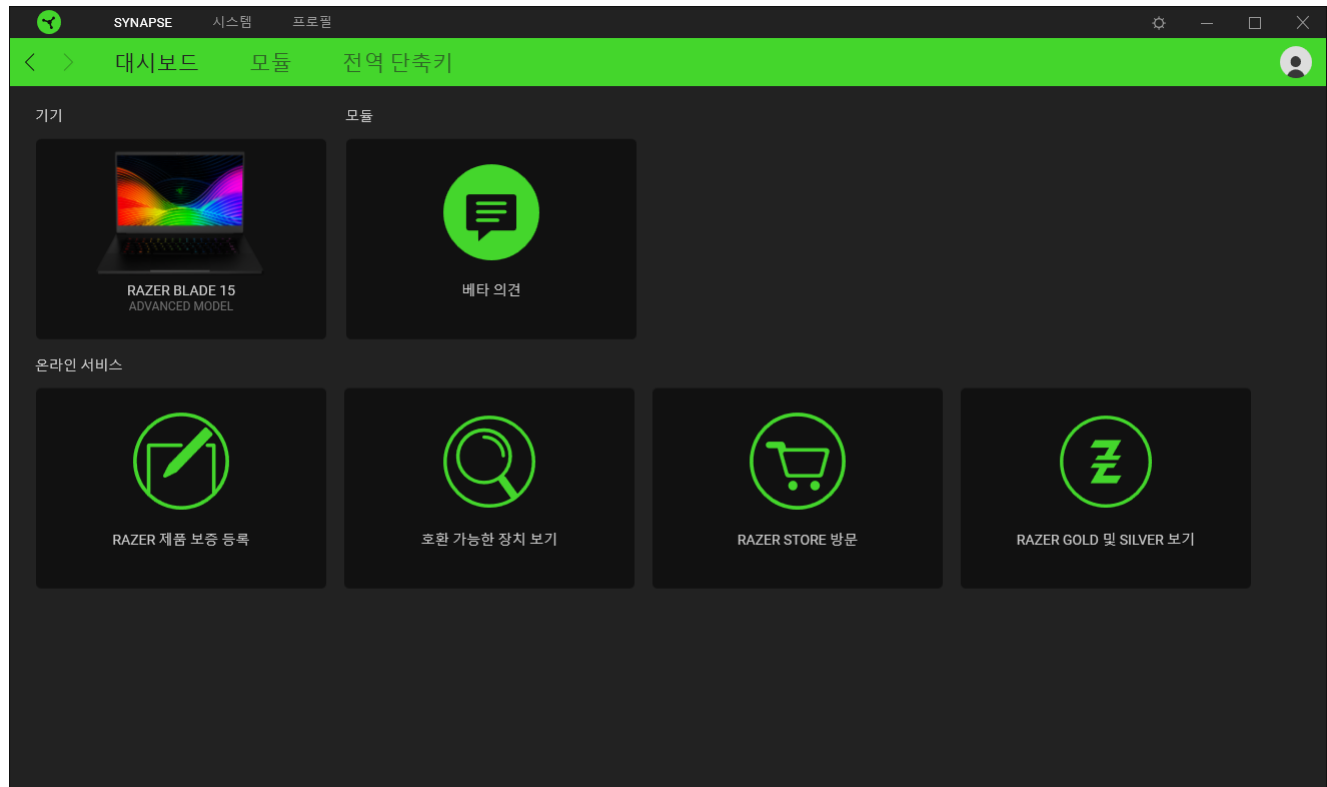 SYNAPSE 시스템 프로필
대시보드 모듈 전역 단축키
기기 모듈
RAZER BLADE 15
ADVANCED MODEL
베타 의견
온라인 서비스
RAZER 제품 보증 등록
호환 가능한 장치 보기
RAZER STORE 방문
RAZER GOLD 및 SILVER 보기